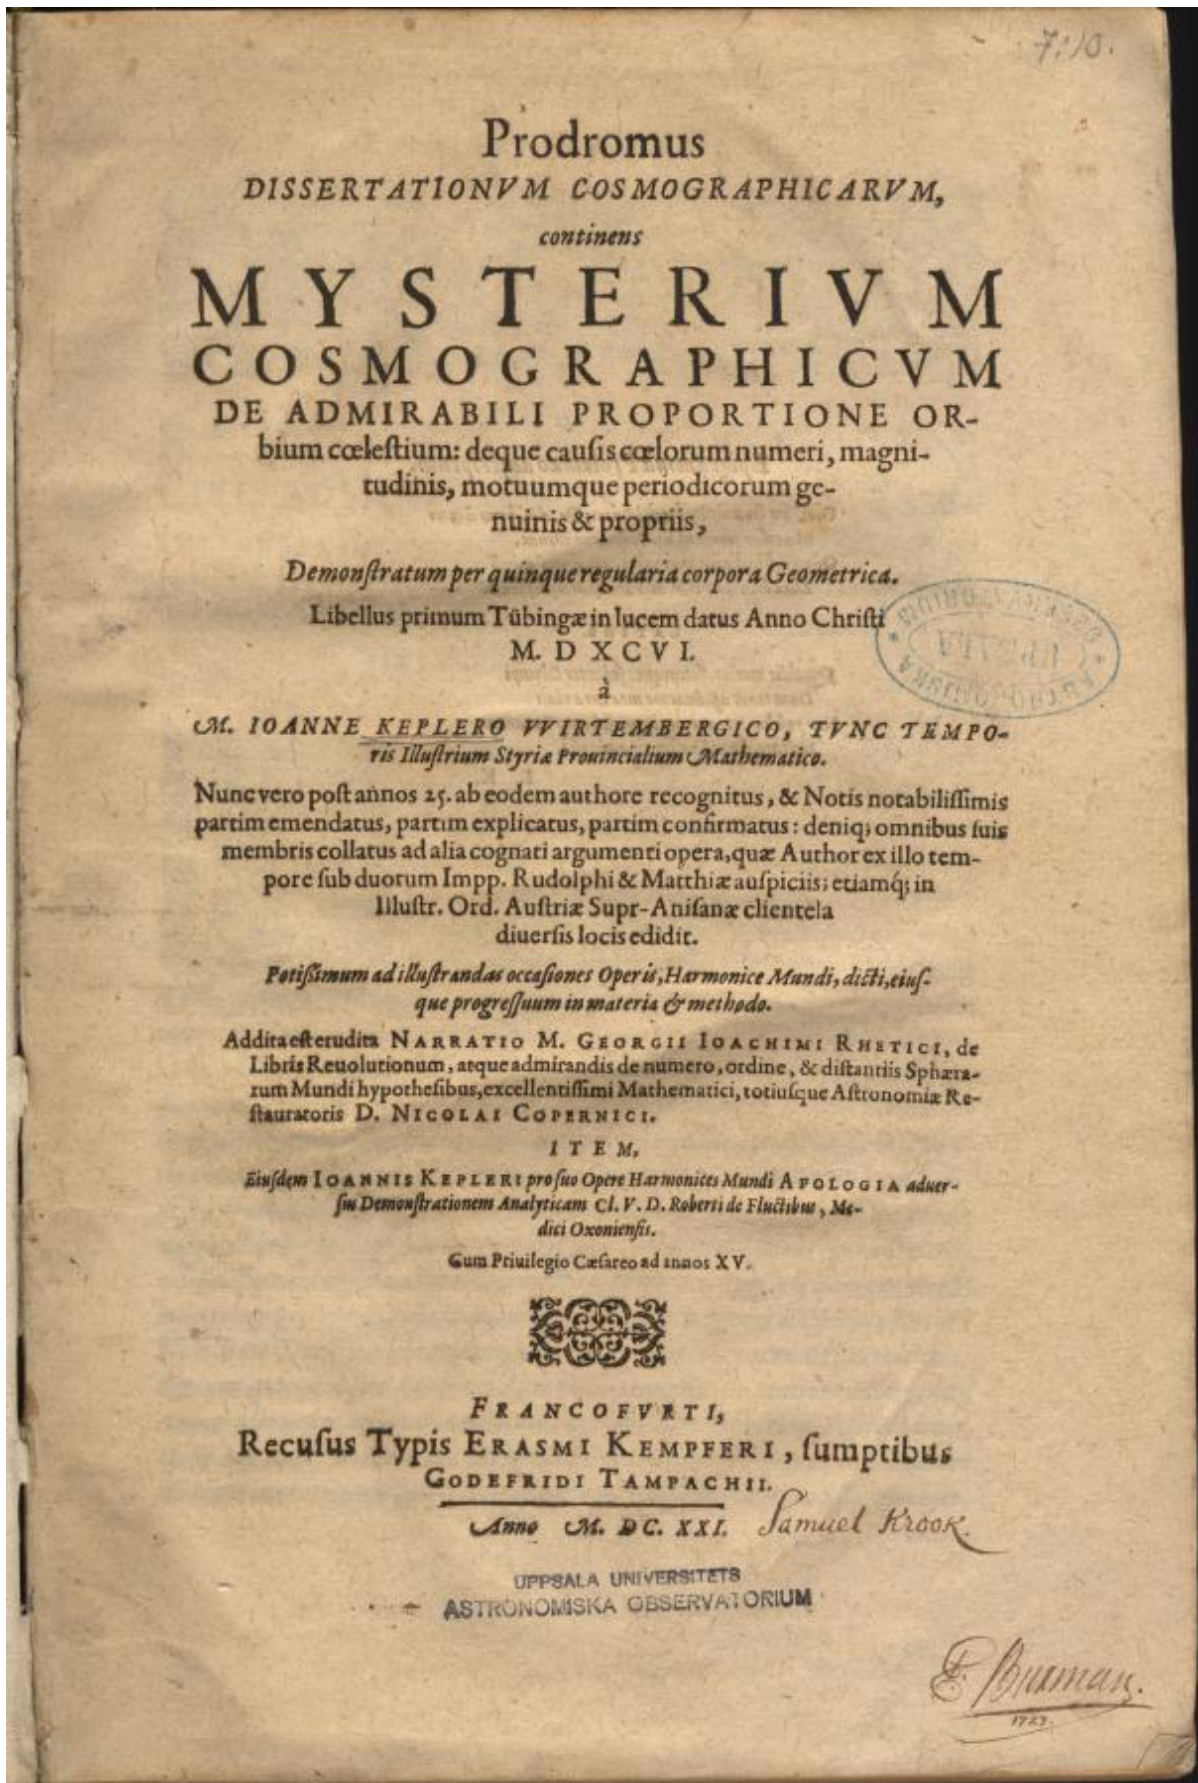 7:10.
Prodromus
DISSERTATIONVM COSMOGRAPHICARVM,
continens
MYSTERIVM
COSMOGRAPHICVM
DE ADMIRABILI PROPORTIONE OR-
bium cœleſtium: deque cauſis cœlorum numeri, magni-
tudinis, motuumque periodicorum ge-
nuinis & propriis,
Demonſtratum per quinque regularia corpora Geometrica.
Libellus primum Tübingæ in lucem datus Anno Chriſti
M. D XCVI.
à
M. IOANNE KEPLERO VVIRTEMBERGICO, TVNC TEMPO-
ris Illuſtrium Styriæ Prouincialium Mathematico.
Nunc vero poſt annos 25. ab eodem authore recognitus, & Notis notabiliſſimis
partim emendatus, partim explicatus, partim confirmatus: deniq; omnibus ſuis
membris collatus ad alia cognati argumenti opera, quæ Author ex illo tem-
pore ſub duorum Impp. Rudolphi & Matthiæ auſpiciis; etiamq́; in
Illuſtr. Ord. Auſtriæ Supr-Aniſanæ clientela
diuerſis locis edidit.
Potiſſimum ad illuſtrandas occaſiones Operis, Harmonice Mundi, dicti, eiuſ-
que progreſſuum in materia & methodo.
Addita eſt erudita NARRATIO M. GEORGII IOACHIMI RHETICI, de
Libris Reuolutionum, atque admirandis de numero, ordine, & diſtantiis Sphæra-
rum Mundi hypotheſibus, excellentiſſimi Mathematici, totiuſque Aſtronomiæ Re-
ſtauratoris D. NICOLAI COPERNICI.
ITEM,
Eiuſdem IOANNIS KEPLERI pro ſuo Opere Harmonices Mundi APOLOGIA aduer-
ſus Demonſtrationem Analyticam Cl. V. D. Roberti de Fluctibus, Me-
dici Oxonienſis.
Cum Priuilegio Cæſareo ad annos XV.
FRANCOFVRTI,
Recuſus Typis ERASMI KEMPFERI, ſumptibus
GODEFRIDI TAMPACHII.
Anno M. DC. XXI. Samuel Krook.
UPPSALA UNIVERSITETS
ASTRONOMISKA OBSERVATORIUM
E. Burman.
ASTRONOMISKA OBSERVATORIUM
UPSALA